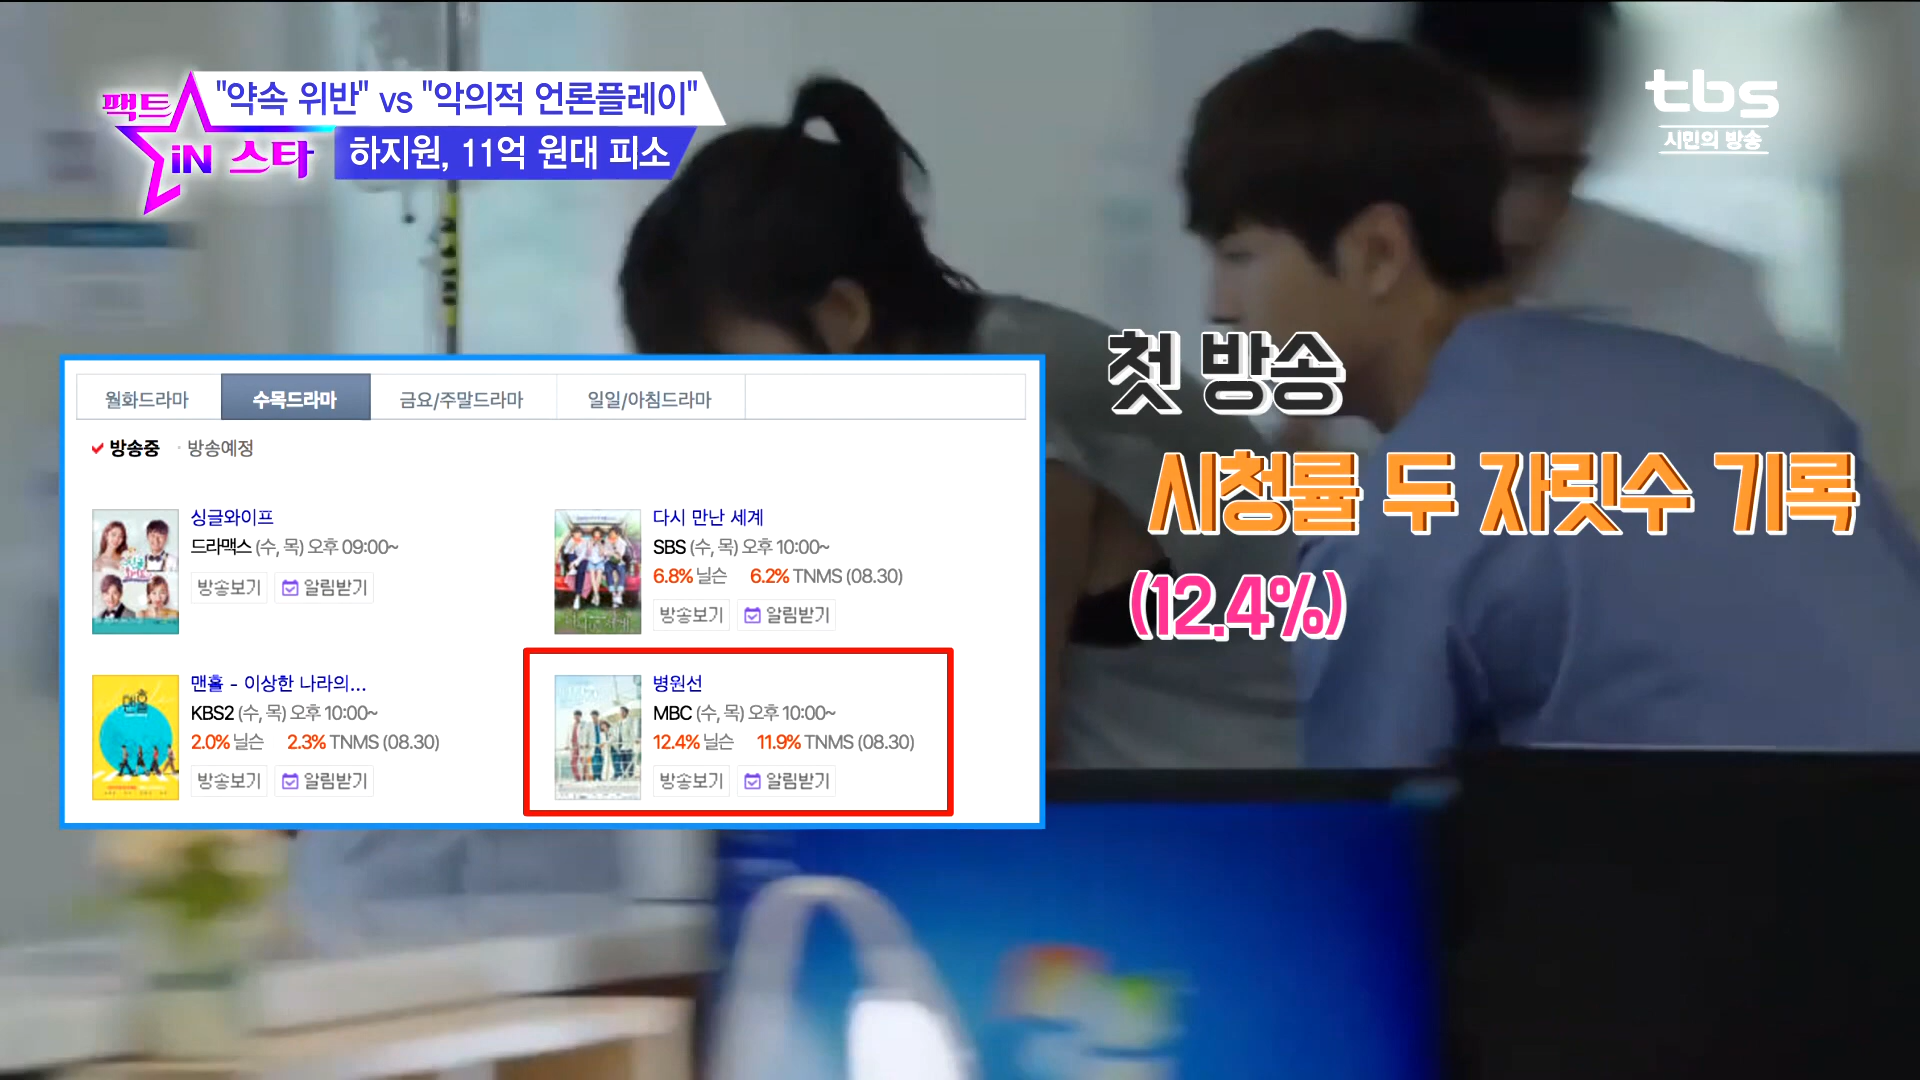 팩트
iN 스타
"약속 위반" vs "악의적 언론플레이"
하지원, 11억 원대 피소
tbs
시민의 방송
월화드라마 수목드라마 금요/주말드라마 일일/아침드라마
방송중 · 방송예정
싱글와이프
드라맥스 (수, 목) 오후 09:00~
방송보기 알림받기
다시 만난 세계
SBS (수, 목) 오후 10:00~
6.8% 닐슨 6.2% TNMS (08.30)
방송보기 알림받기
맨홀 - 이상한 나라의...
KBS2 (수, 목) 오후 10:00~
2.0% 닐슨 2.3% TNMS (08.30)
방송보기 알림받기
병원선
MBC (수, 목) 오후 10:00~
12.4% 닐슨 11.9% TNMS (08.30)
방송보기 알림받기
첫 방송
시청률 두 자릿수 기록
(12.4%)